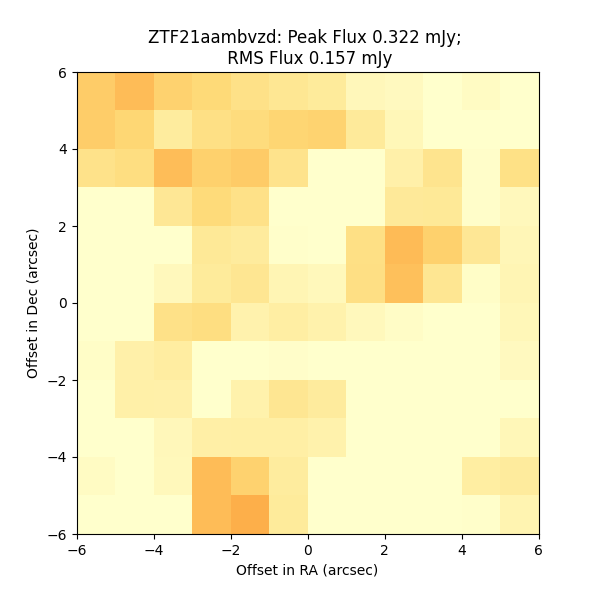 ZTF21aambvzd: Peak Flux 0.322 mJy;
RMS Flux 0.157 mJy
6
4
2
0
−2
−4
−6
Offset in Dec (arcsec)
−6 −4 −2 0 2 4 6
Offset in RA (arcsec)